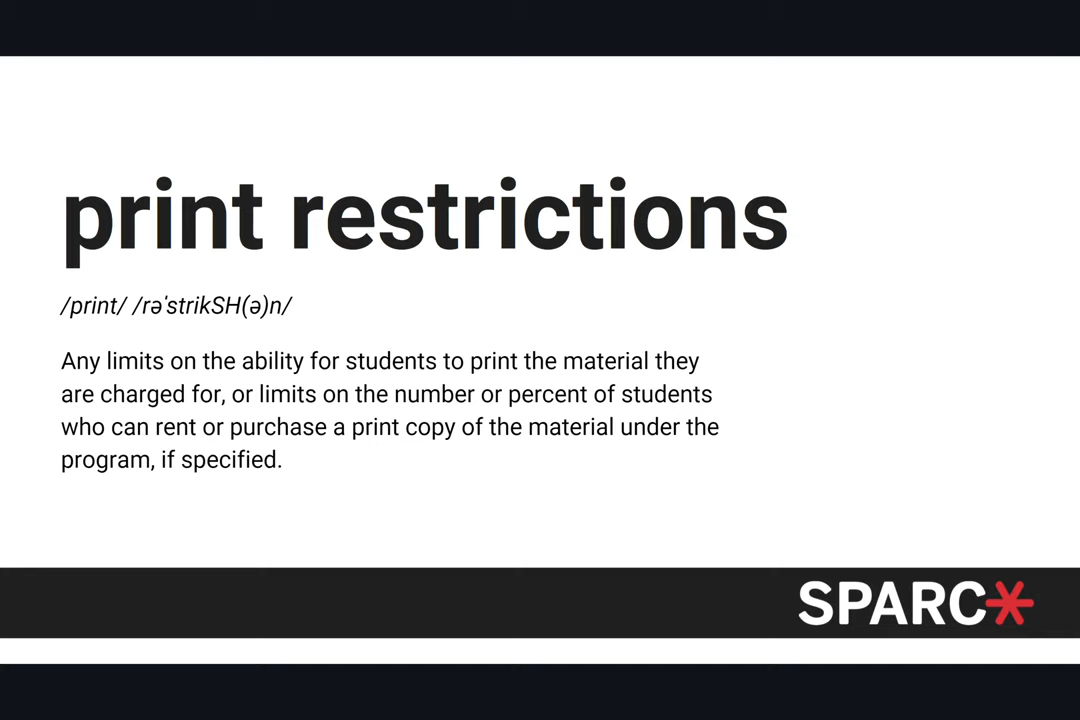 print restrictions
/print/ /rəˈstrikSH(ə)n/
Any limits on the ability for students to print the material they
are charged for, or limits on the number or percent of students
who can rent or purchase a print copy of the material under the
program, if specified.
SPARC*